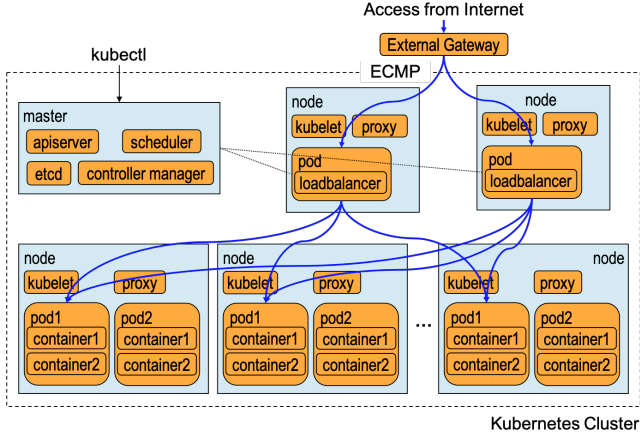 Access from Internet
External Gateway
kubectl
ECMP
master
apiserver
scheduler
etcd
controller manager
node
kubelet
proxy
pod
loadbalancer
node
kubelet
proxy
pod
loadbalancer
node
kubelet
proxy
pod1
container1
container2
pod2
container1
container2
node
kubelet
proxy
pod1
container1
container2
pod2
container1
container2
...
node
kubelet
proxy
pod1
container1
container2
pod2
container1
container2
Kubernetes Cluster